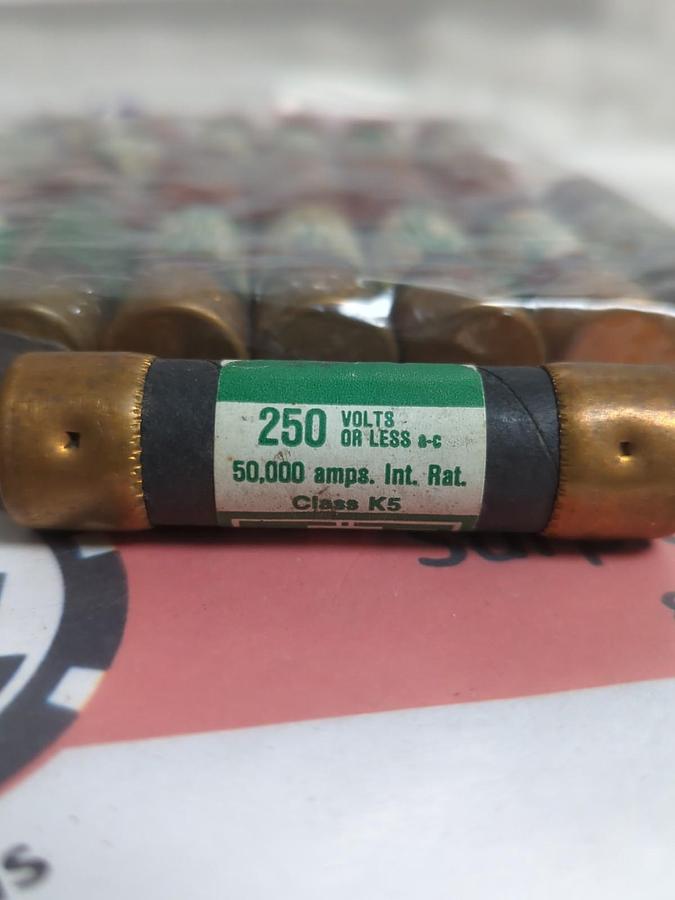 250 VOLTS
OR LESS a-c
50,000 amps. Int. Rat.
Class K5